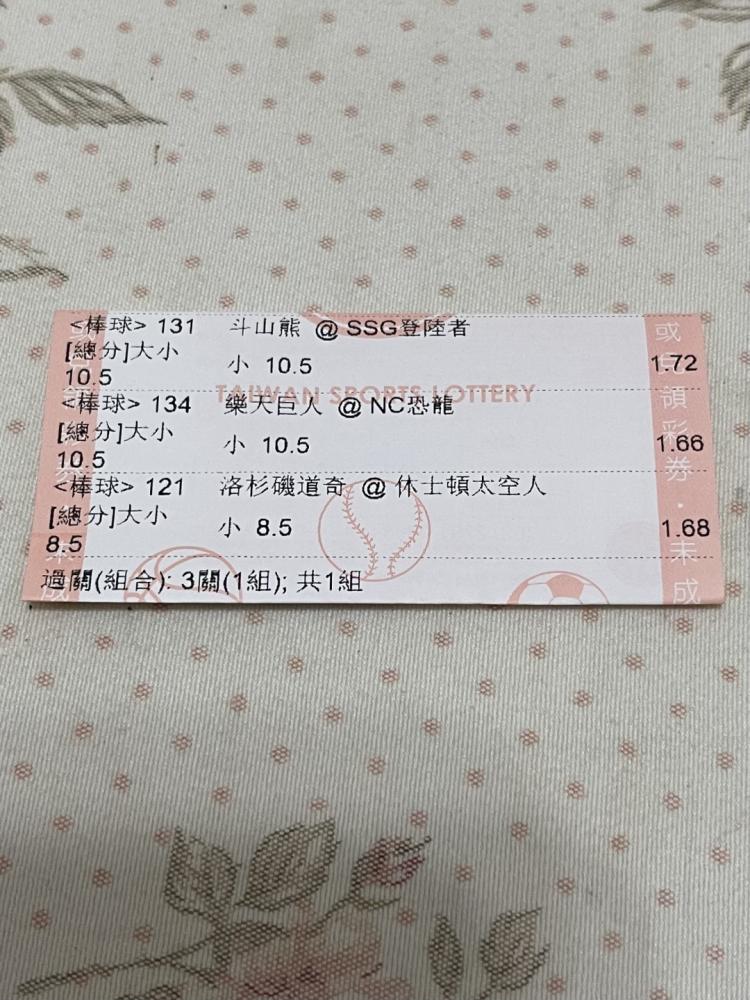 <棒球> 131 斗山熊 @ SSG登陸者
[總分]大小
10.5 小 10.5 1.72
TAIWAN SPORTS LOTTERY
<棒球> 134 樂天巨人 @ NC恐龍
[總分]大小
10.5 小 10.5 1.66
<棒球> 121 洛杉磯道奇 @ 休士頓太空人
[總分]大小
8.5 小 8.5 1.68
過關(組合): 3關(1組); 共1組
領彩券·未成